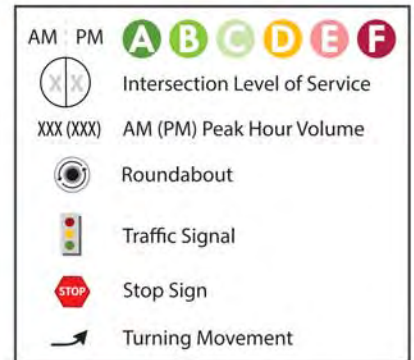 AM PM A B C D E F
X X Intersection Level of Service
XXX (XXX) AM (PM) Peak Hour Volume
Roundabout
Traffic Signal
STOP Stop Sign
Turning Movement